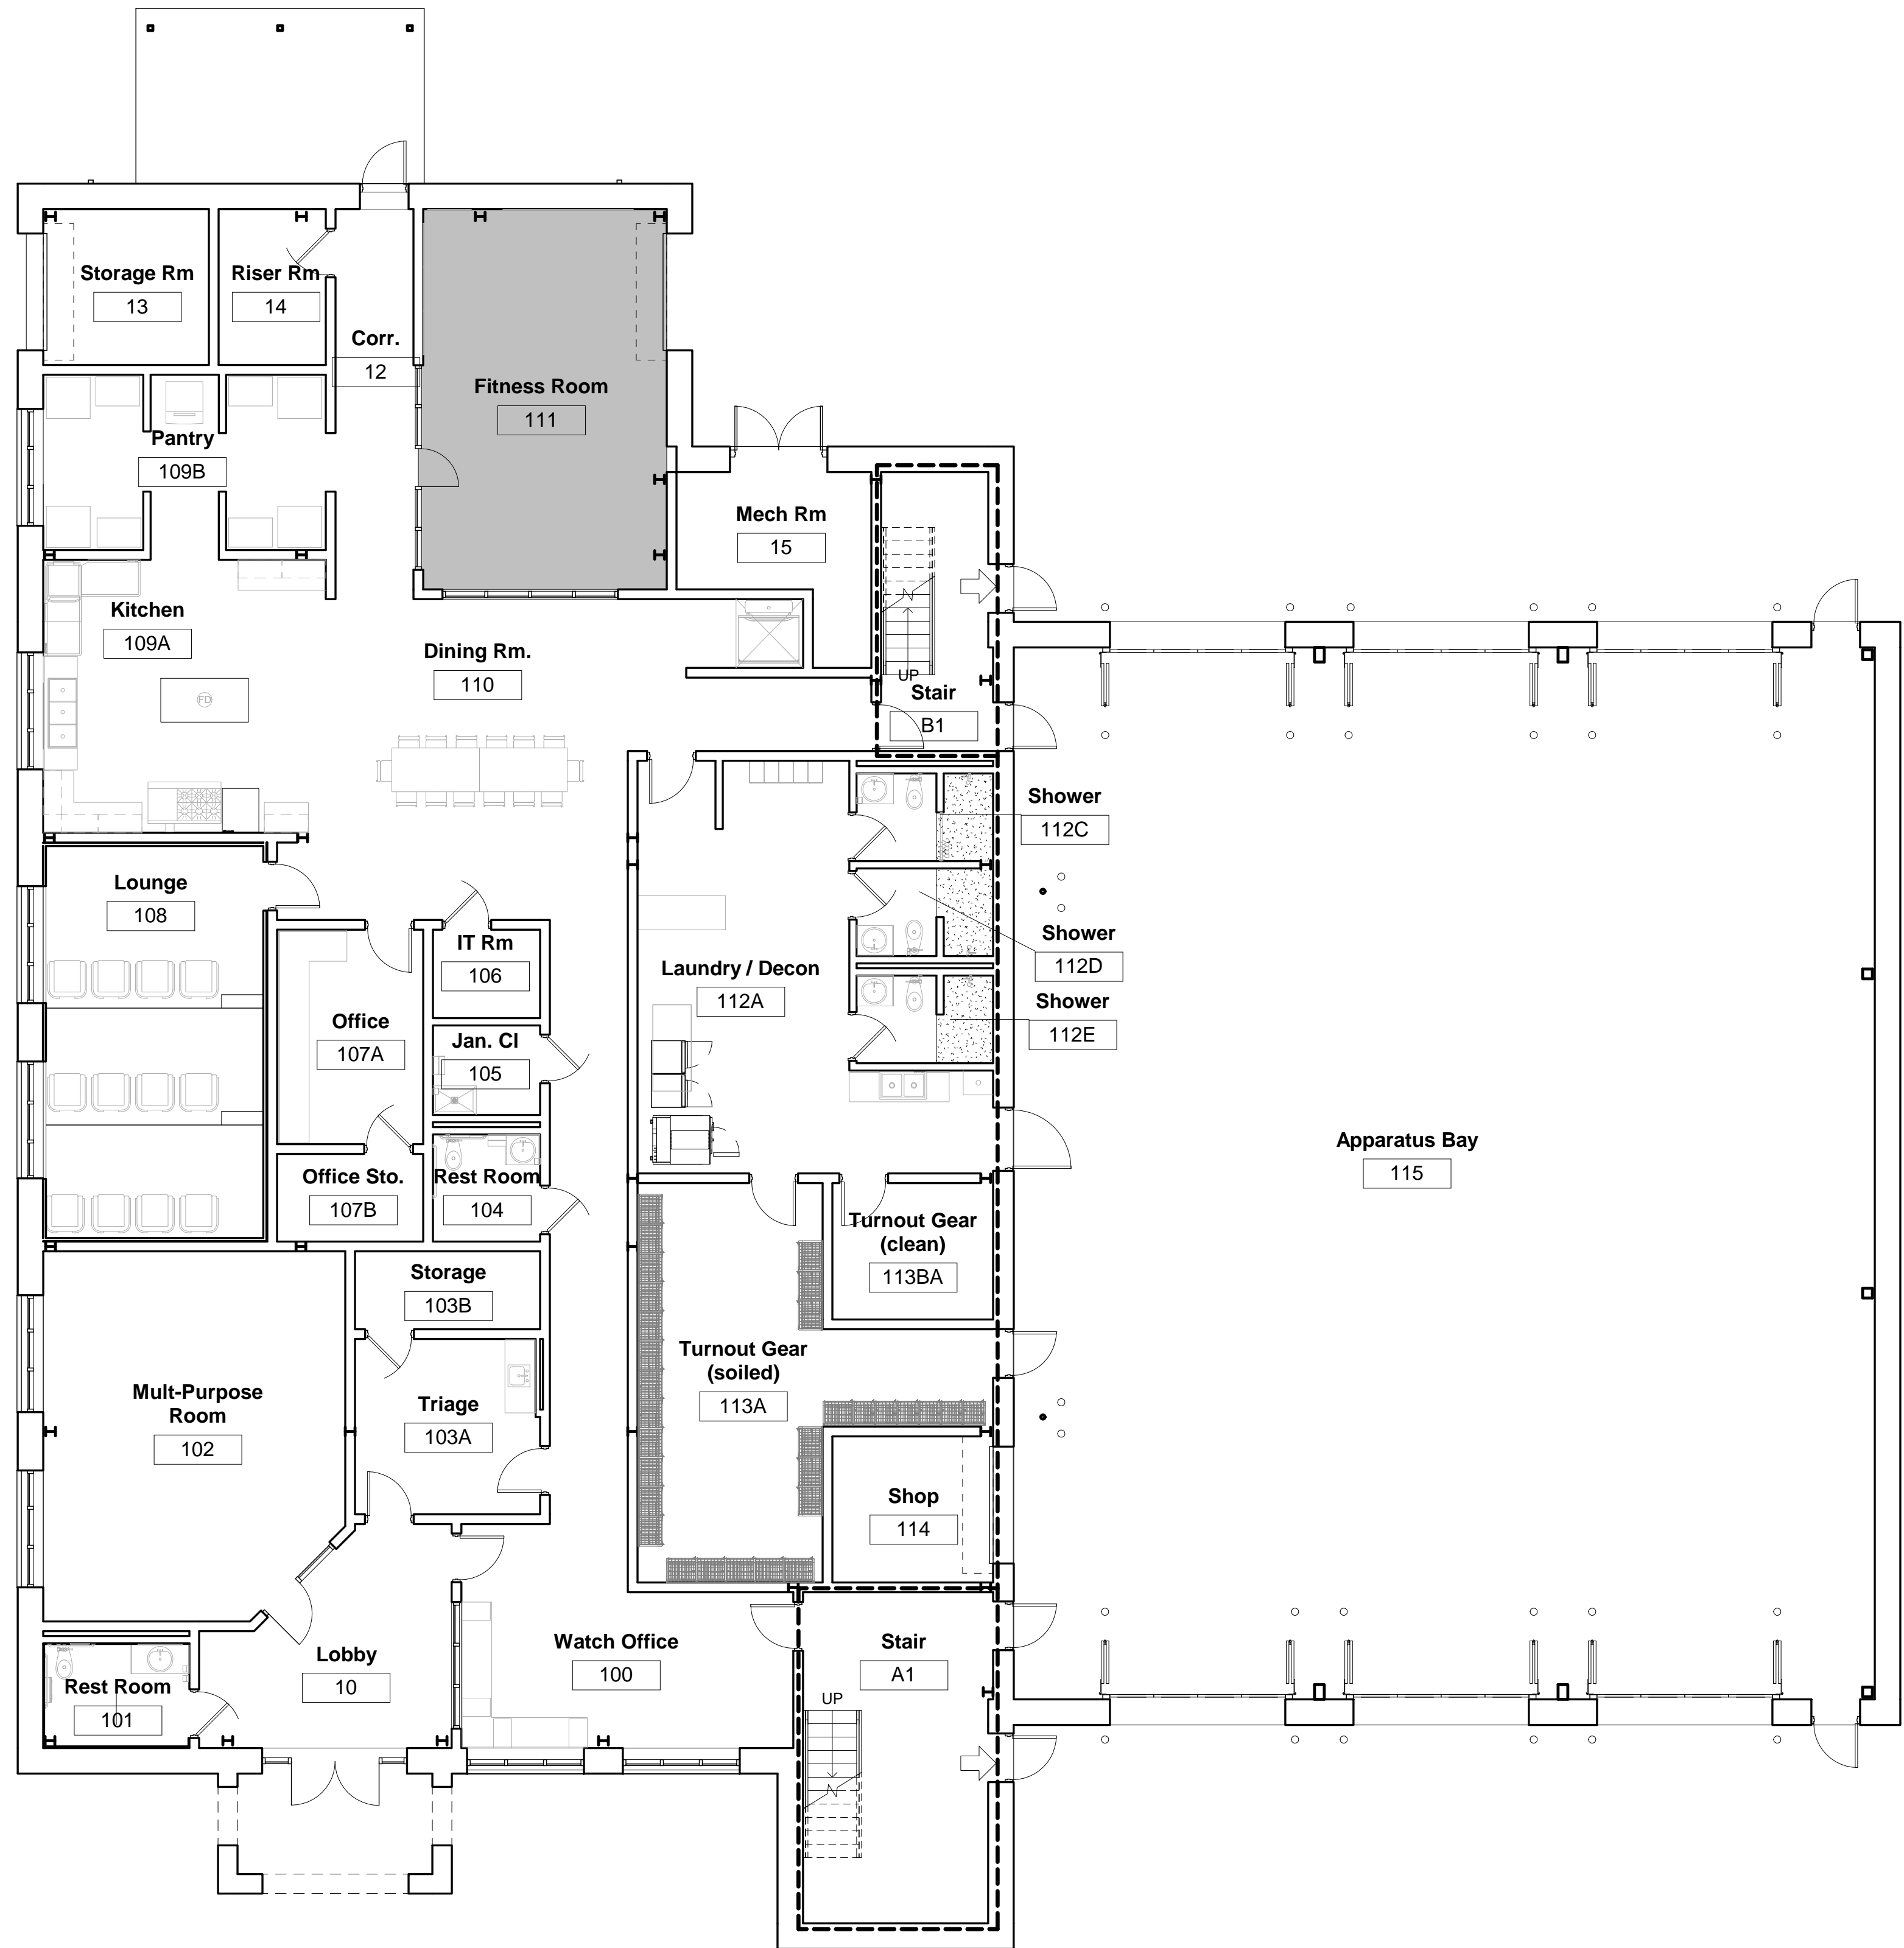 Storage Rm
13
Riser Rm
14
Corr.
12
Fitness Room
111
Pantry
109B
Mech Rm
15
Kitchen
109A
FD
Dining Rm.
110
UP
Stair
B1
Shower
112C
Lounge
108
Shower
112D
IT Rm
106
Laundry / Decon
112A
Shower
112E
Office
107A
Jan. Cl
105
Apparatus Bay
115
Office Sto.
107B
Rest Room
104
Turnout Gear
(clean)
113BA
Storage
103B
Turnout Gear
(soiled)
113A
Mult-Purpose
Room
102
Triage
103A
Shop
114
Lobby
10
Watch Office
100
Stair
A1
Rest Room
101
UP